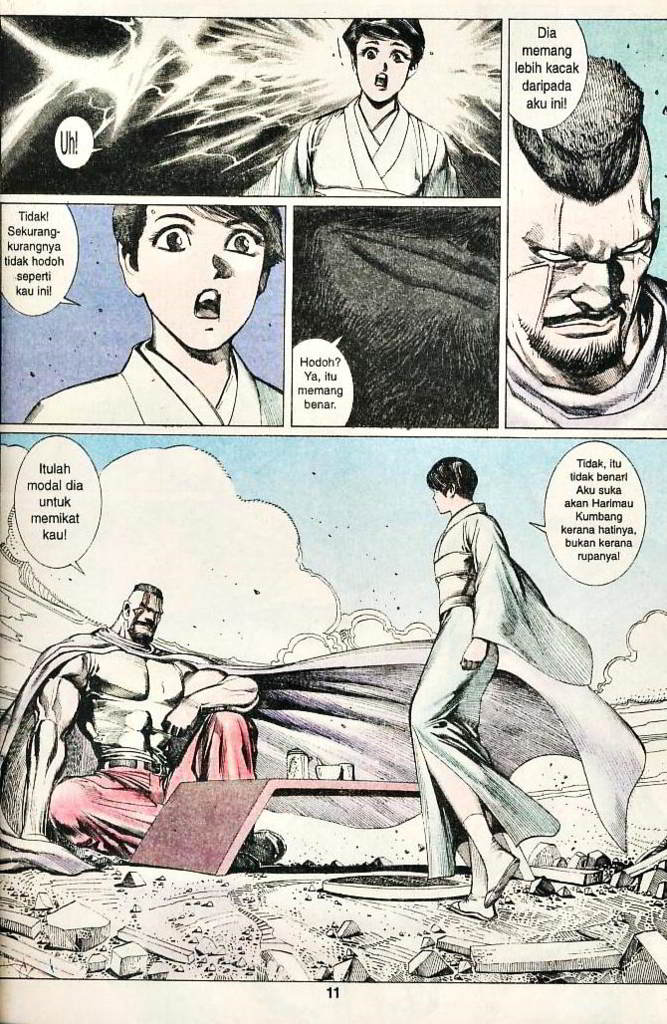 Uh!
Dia
memang
lebih kacak
daripada
aku ini!
Tidak!
Sekurang-
kurangnya
tidak hodoh
seperti
kau ini!
Hodoh?
Ya, itu
memang
benar.
Itulah
modal dia
untuk
memikat
kau!
Tidak, itu
tidak benar!
Aku suka
akan Harimau
Kumbang
kerana hatinya,
bukan kerana
rupanya!
11